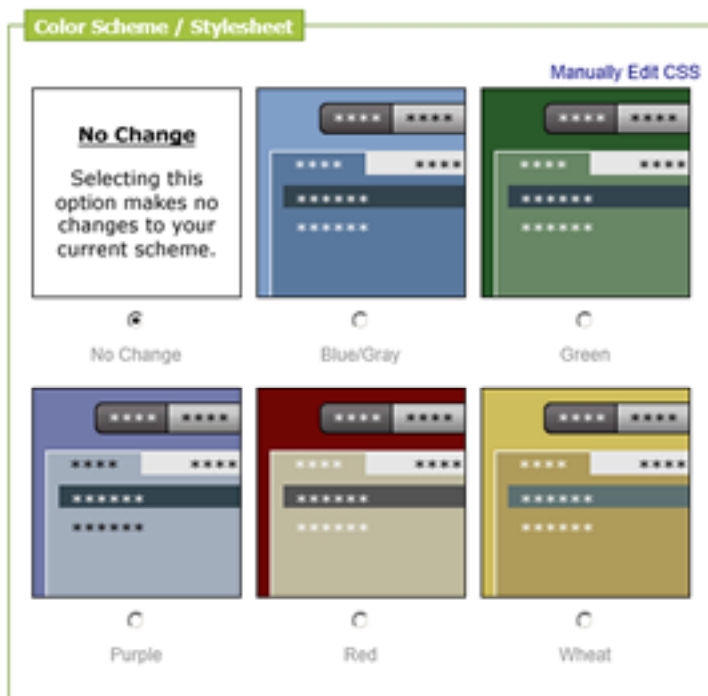 Color Scheme / Stylesheet
Manually Edit CSS
No Change
Selecting this
option makes no
changes to your
current scheme.
**** ****
**** ****
******
******
**** ****
**** ****
******
******
No Change
Blue/Gray
Green
**** ****
**** ****
******
******
**** ****
**** ****
******
******
**** ****
**** ****
******
******
Purple
Red
Wheat